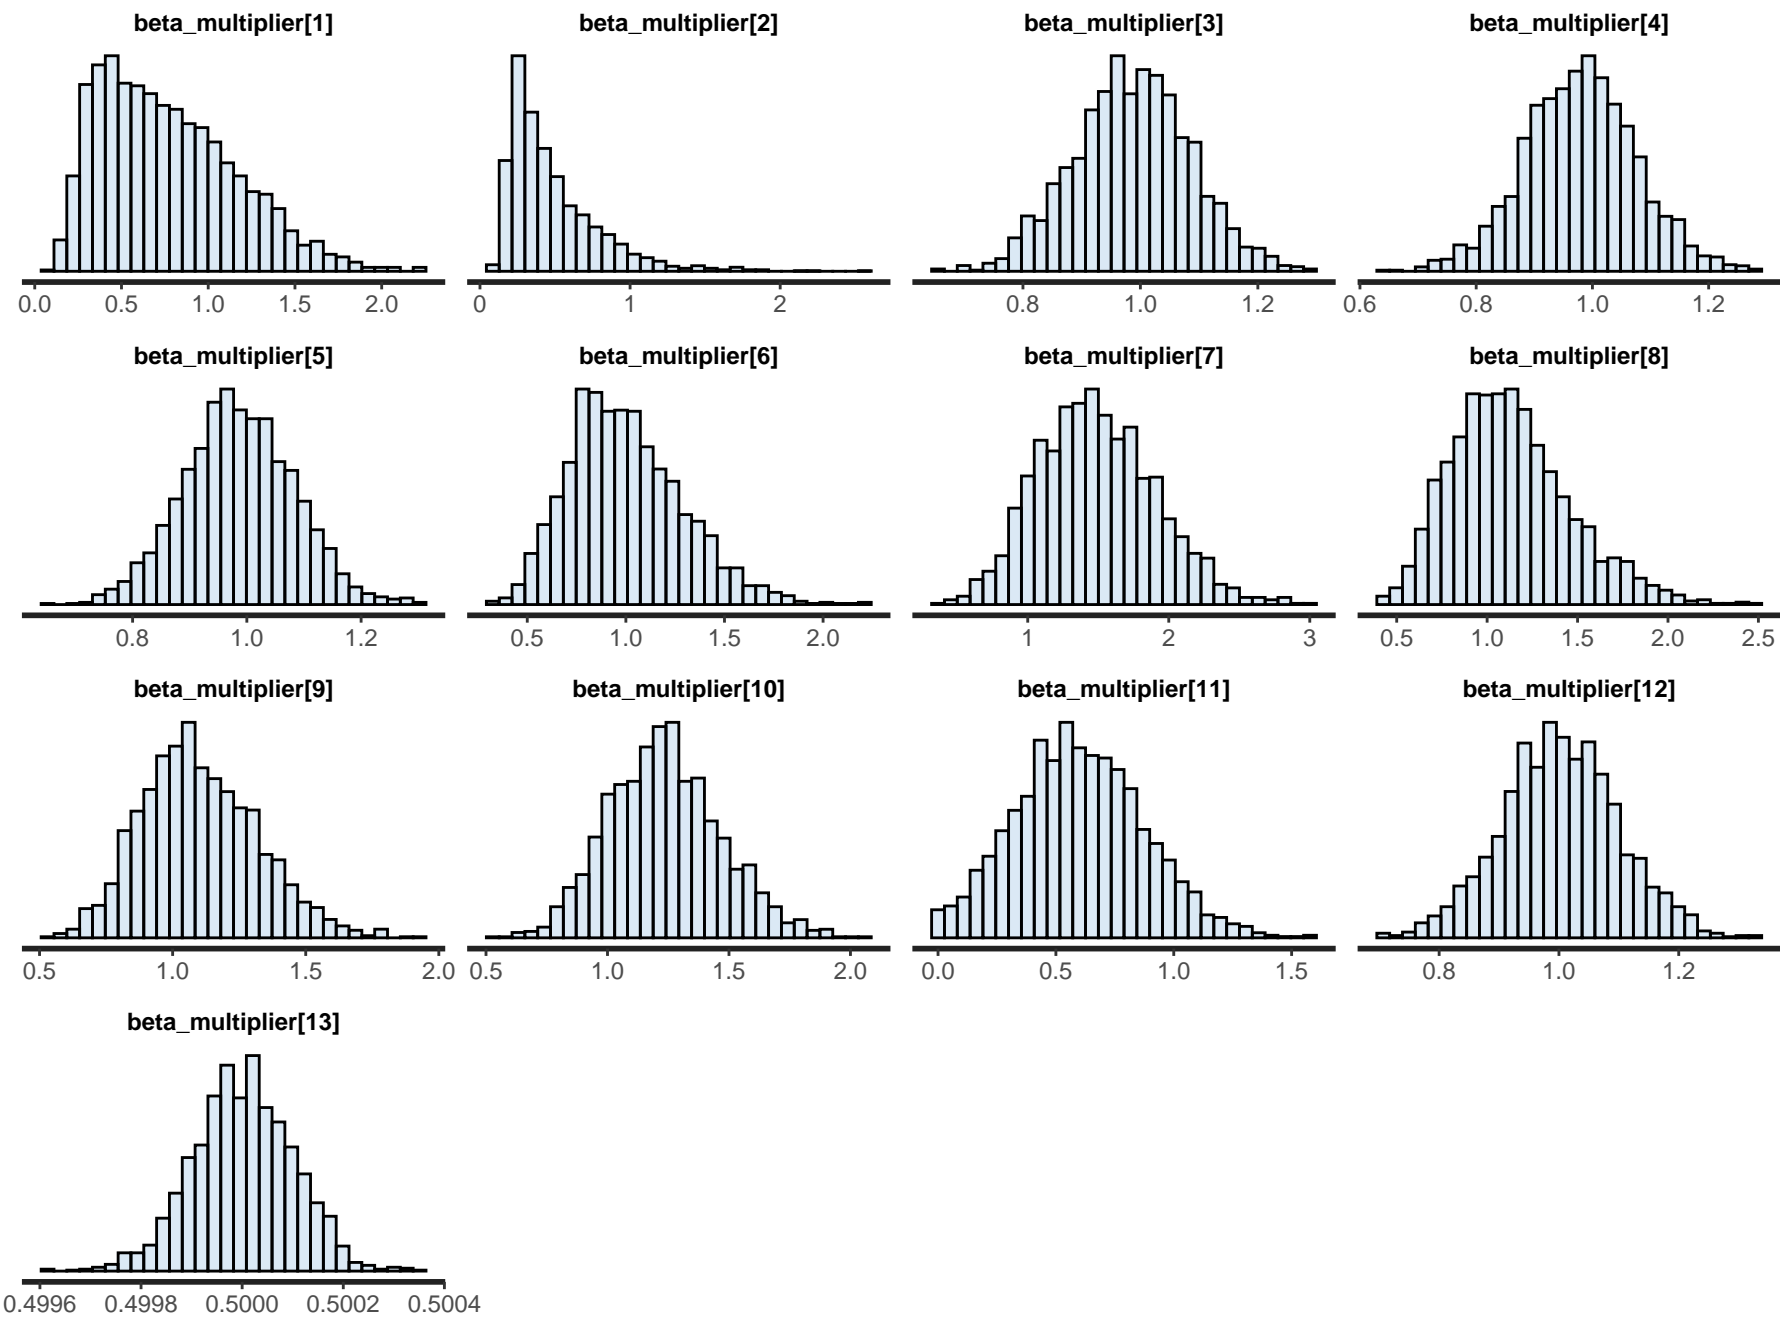 beta_multiplier[1] beta_multiplier[2] beta_multiplier[3] beta_multiplier[4]
0.0 0.5 1.0 1.5 2.0 0 1 2 0.8 1.0 1.2 0.6 0.8 1.0 1.2
beta_multiplier[5] beta_multiplier[6] beta_multiplier[7] beta_multiplier[8]
0.8 1.0 1.2 0.5 1.0 1.5 2.0 1 2 3 0.5 1.0 1.5 2.0 2.5
beta_multiplier[9] beta_multiplier[10] beta_multiplier[11] beta_multiplier[12]
0.5 1.0 1.5 2.0 0.5 1.0 1.5 2.0 0.0 0.5 1.0 1.5 0.8 1.0 1.2
beta_multiplier[13]
0.4996 0.4998 0.5000 0.5002 0.5004